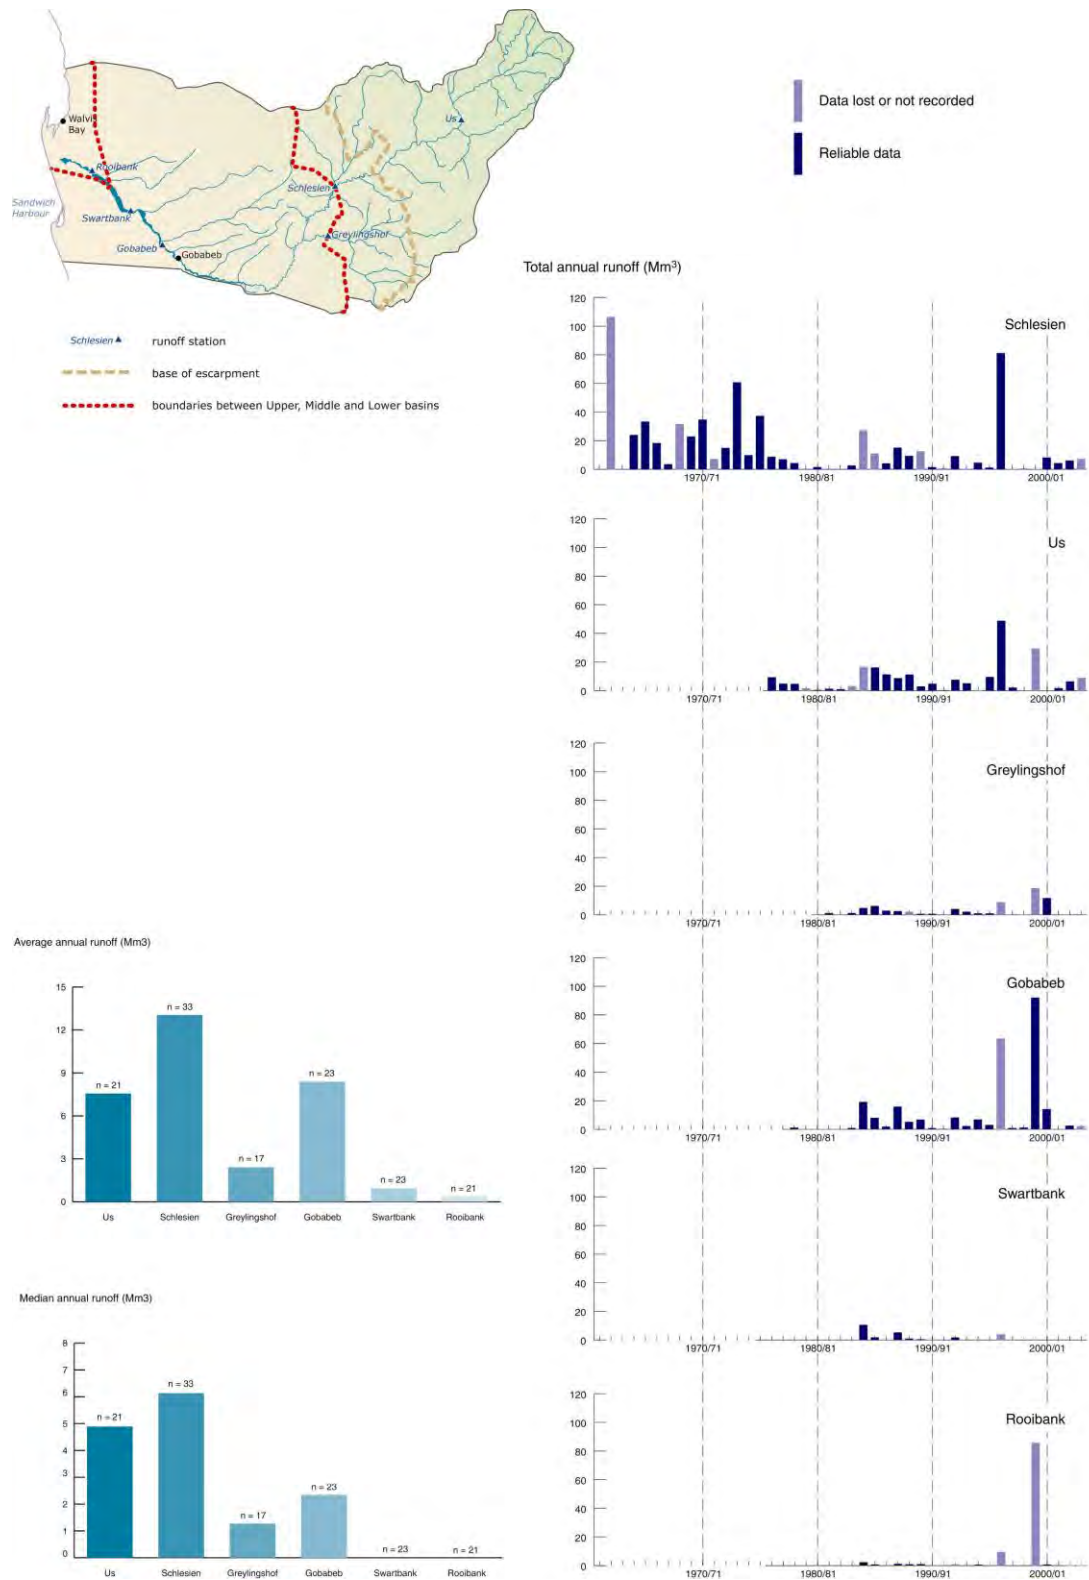 Walvis
Bay
Us
Rooibank
Schlesien
Sandwich
Harbour
Swartbank
Greylingshof
Gobabeb
Gobabeb
Schlesien
runoff station
base of escarpment
boundaries between Upper, Middle and Lower basins
Data lost or not recorded
Reliable data
Total annual runoff (Mm³)
120
100
80
60
40
20
0
Schlesien
1970/71 1980/81 1990/91 2000/01
120
100
80
60
40
20
0
Us
1970/71 1980/81 1990/91 2000/01
120
100
80
60
40
20
0
Greylingshof
1970/71 1980/81 1990/91 2000/01
120
100
80
60
40
20
0
Gobabeb
1970/71 1980/81 1990/91 2000/01
120
100
80
60
40
20
0
Swartbank
1970/71 1980/81 1990/91 2000/01
120
100
80
60
40
20
0
Rooibank
1970/71 1980/81 1990/91 2000/01
Average annual runoff (Mm3)
15
12
9
6
3
0
n = 21
n = 33
n = 17
n = 23
n = 23
n = 21
Us Schlesien Greylingshof Gobabeb Swartbank Rooibank
Median annual runoff (Mm3)
8
7
6
5
4
3
2
1
0
n = 21
n = 33
n = 17
n = 23
n = 23
n = 21
Us Schlesien Greylingshof Gobabeb Swartbank Rooibank